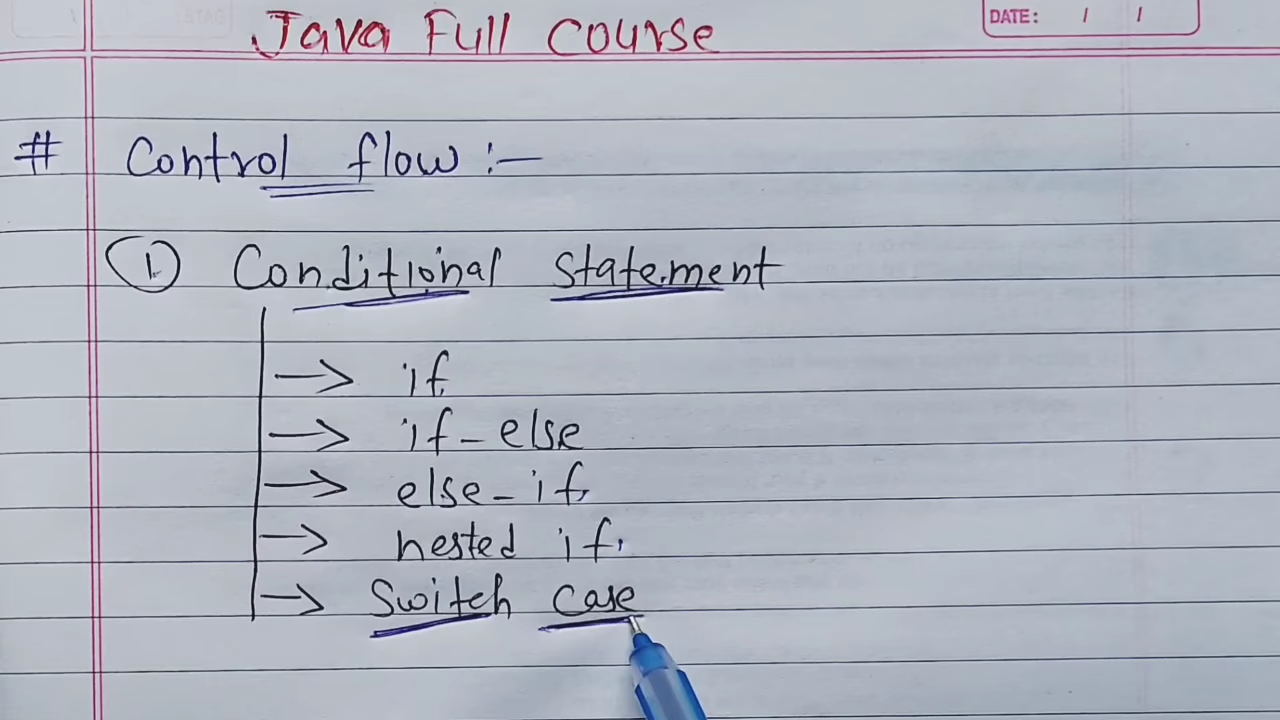 Java Full Course
DATE: / /
# Control flow :-
① Conditional Statement
→ if
→ if-else
→ else-if
→ nested if
→ Switch Case